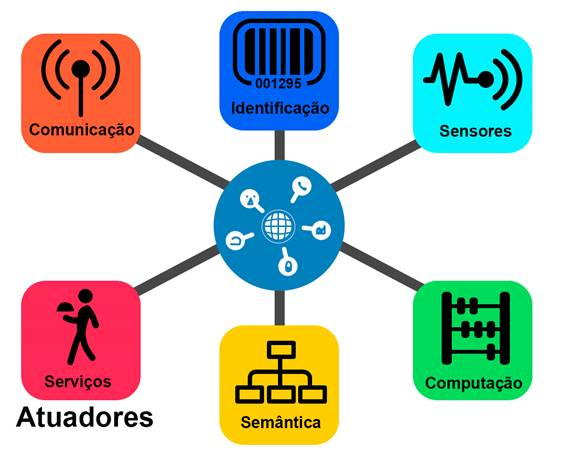 Comunicação
001295
Identificação
Sensores
Serviços
Atuadores
Semântica
Computação